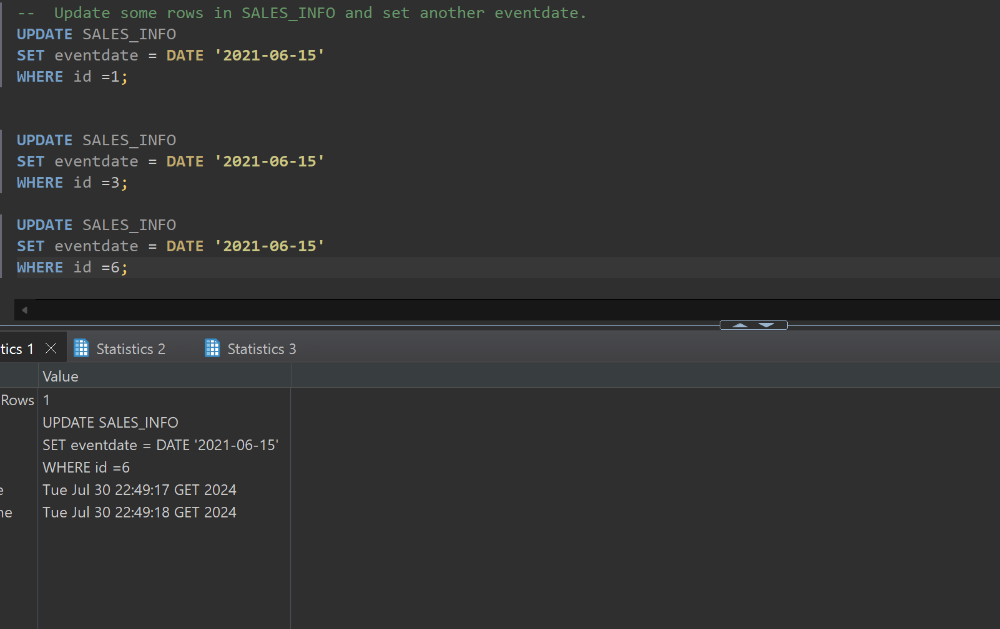 --  Update some rows in SALES_INFO and set another eventdate.
UPDATE SALES_INFO
SET eventdate = DATE '2021-06-15'
WHERE id =1;
UPDATE SALES_INFO
SET eventdate = DATE '2021-06-15'
WHERE id =3;
UPDATE SALES_INFO
SET eventdate = DATE '2021-06-15'
WHERE id =6;
tics 1 Statistics 2 Statistics 3
Value
Rows 1
UPDATE SALES_INFO
SET eventdate = DATE '2021-06-15'
WHERE id =6
e Tue Jul 30 22:49:17 GET 2024
ne Tue Jul 30 22:49:18 GET 2024